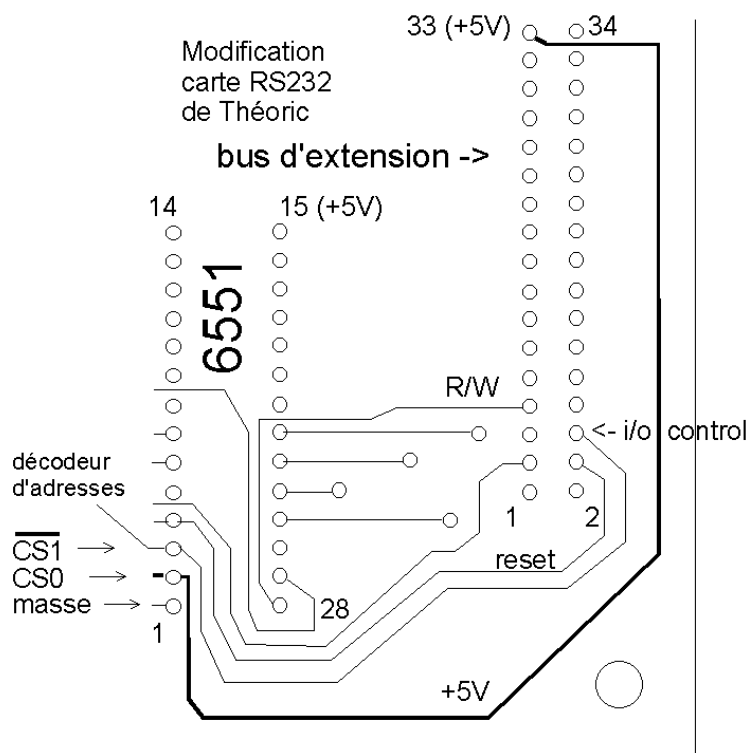 33 (+5V)
34
Modification
carte RS232
de Théoric
bus d'extension ->
14
15 (+5V)
6551
R/W
<- i/o control
décodeur
d'adresses
CS1
CS0
masse
1
28
1
2
reset
+5V